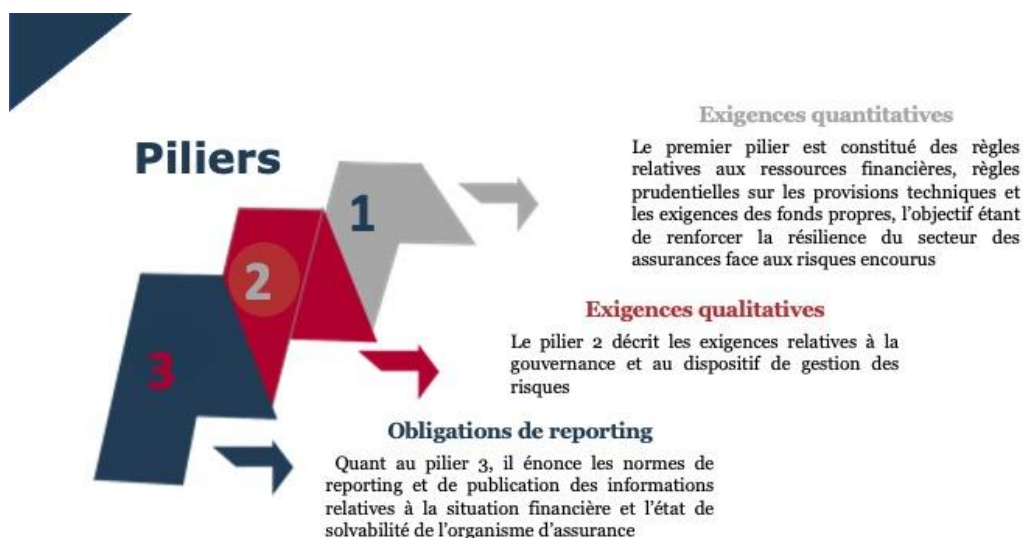 Piliers
1
Exigences quantitatives
Le premier pilier est constitué des règles
relatives aux ressources financières, règles
prudentielles sur les provisions techniques et
les exigences des fonds propres, l'objectif étant
de renforcer la résilience du secteur des
assurances face aux risques encourus
2
Exigences qualitatives
Le pilier 2 décrit les exigences relatives à la
gouvernance et au dispositif de gestion des
risques
3
Obligations de reporting
Quant au pilier 3, il énonce les normes de
reporting et de publication des informations
relatives à la situation financière et l'état de
solvabilité de l'organisme d'assurance